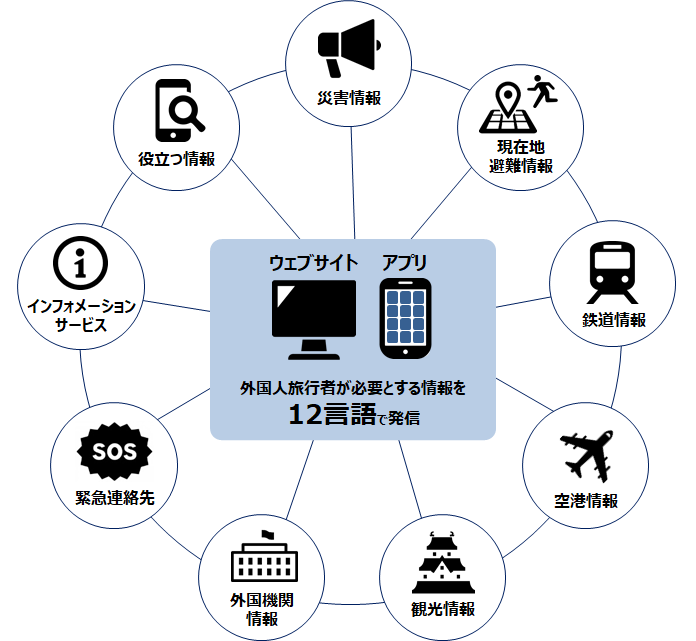 災害情報
現在地
避難情報
鉄道情報
空港情報
観光情報
外国機関
情報
SOS
緊急連絡先
インフォメーション
サービス
役立つ情報
ウェブサイト アプリ
外国人旅行者が必要とする情報を
12言語で発信